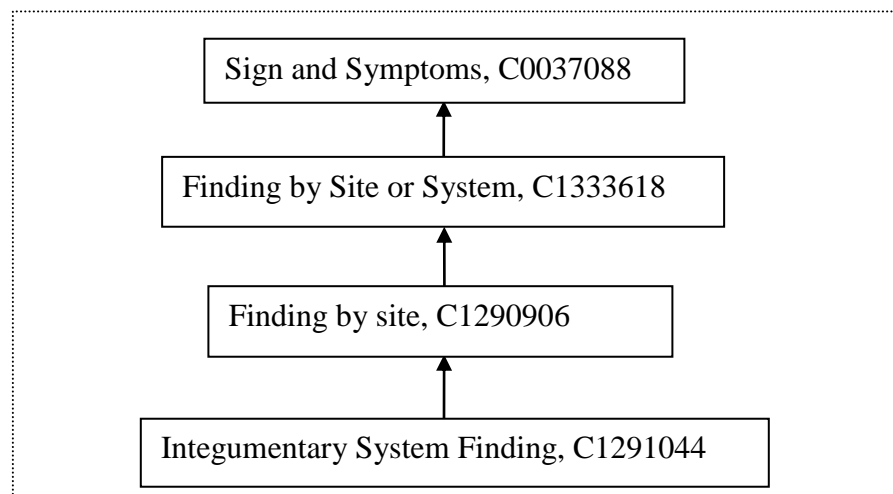 Sign and Symptoms, C0037088
Finding by Site or System, C1333618
Finding by site, C1290906
Integumentary System Finding, C1291044